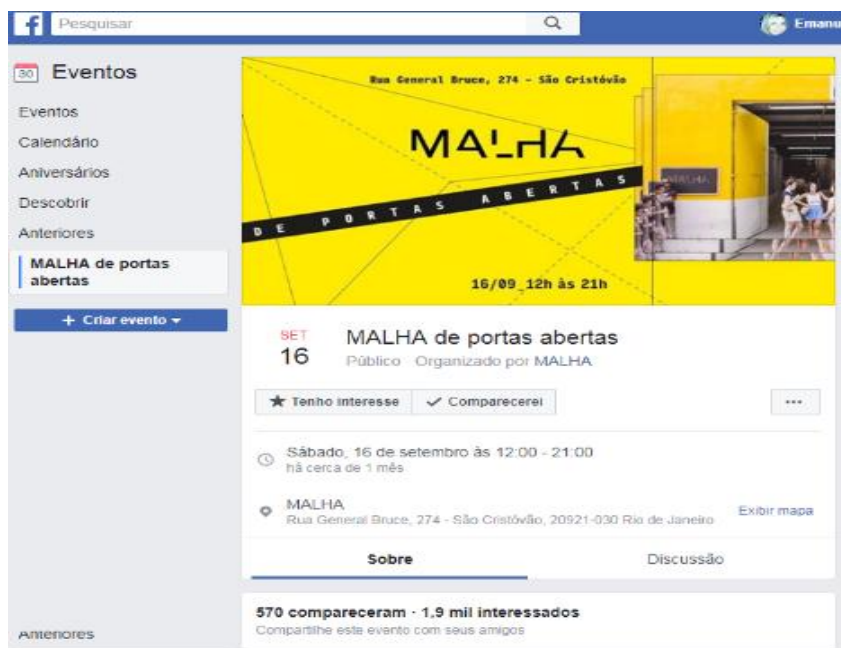 Pesquisar
Emanu
30 Eventos
Eventos
Calendário
Aniversários
Descobrir
Anteriores
MALHA de portas
abertas
+ Criar evento
Rua General Bruce, 274 - São Cristóvão
MALHA
DE PORTAS ABERTAS
MALHA
16/09_12h às 21h
SET
16
MALHA de portas abertas
Público · Organizado por MALHA
Tenho interesse
Comparecerei
Sábado, 16 de setembro às 12:00 - 21:00
há cerca de 1 mês
MALHA
Rua General Bruce, 274 - São Cristóvão, 20921-030 Rio de Janeiro
Exibir mapa
Sobre
Discussão
570 compareceram · 1,9 mil interessados
Compartilhe este evento com seus amigos
Anteriores